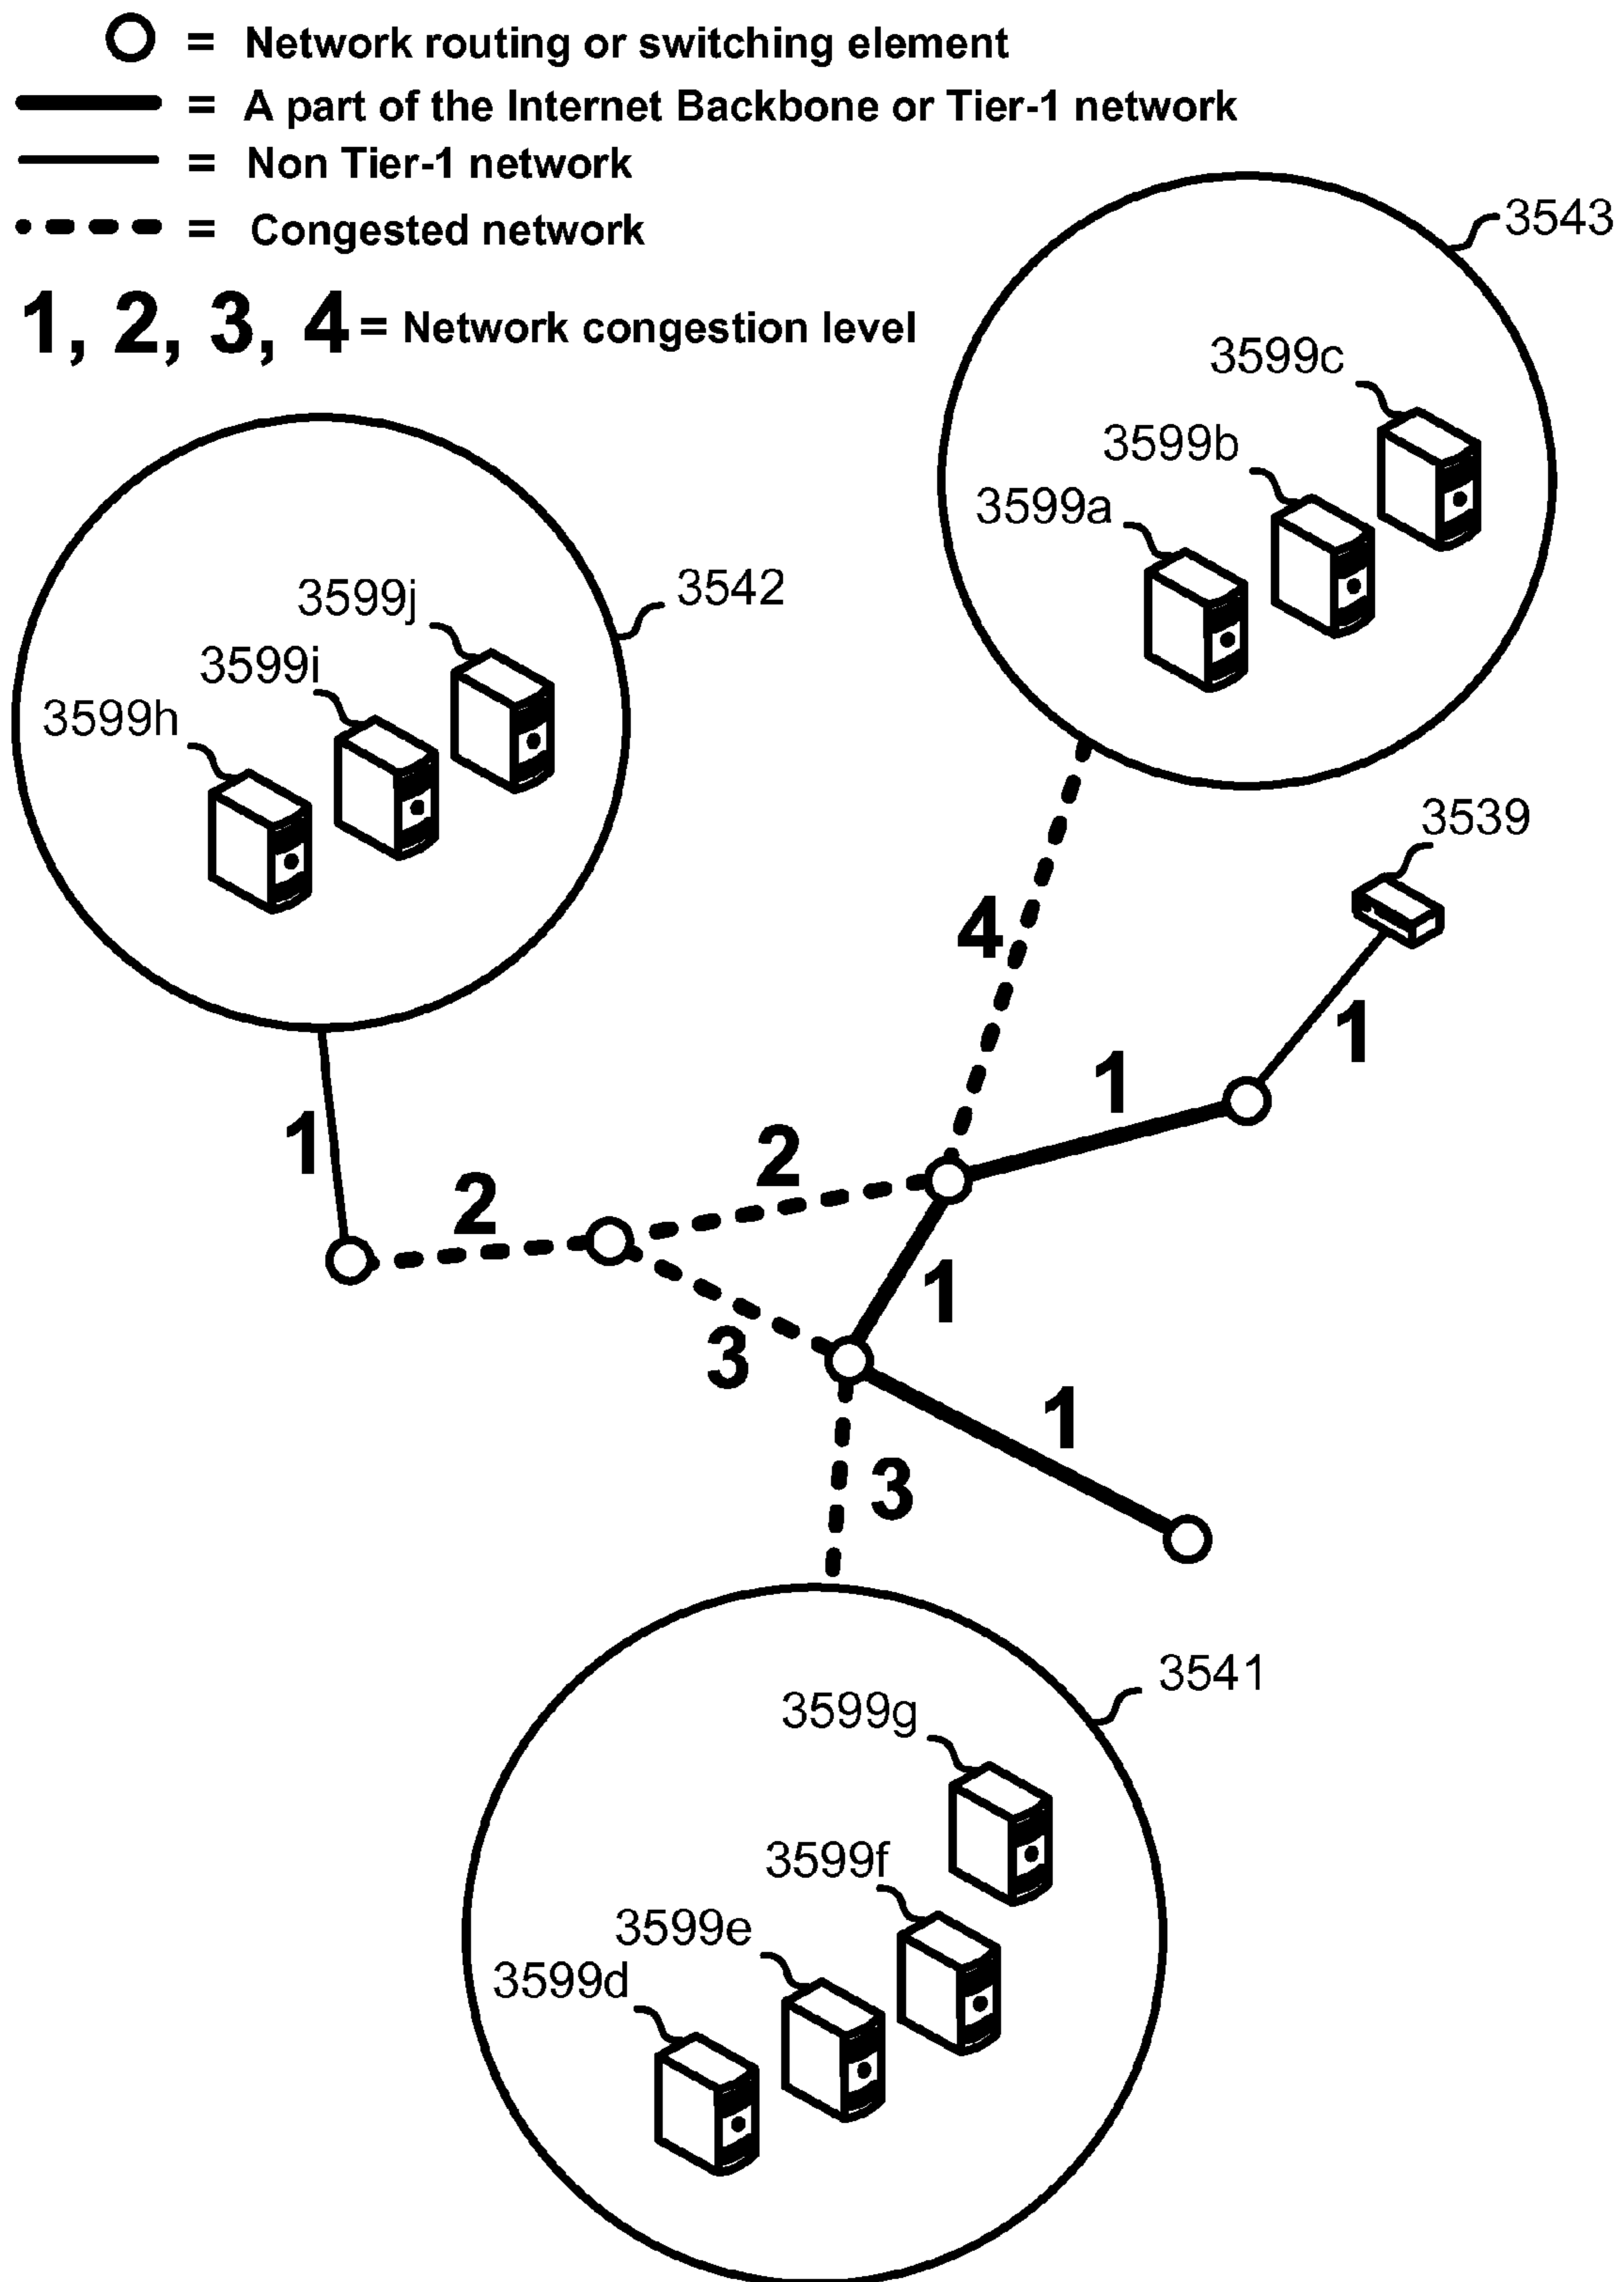 = Network routing or switching element
= A part of the Internet Backbone or Tier-1 network
= Non Tier-1 network
= Congested network
1, 2, 3, 4 = Network congestion level
3543
3599c
3599b
3599a
3542
3599j
3599i
3599h
3539
4
1
1
1
2
2
1
3
1
3
3541
3599g
3599f
3599e
3599d